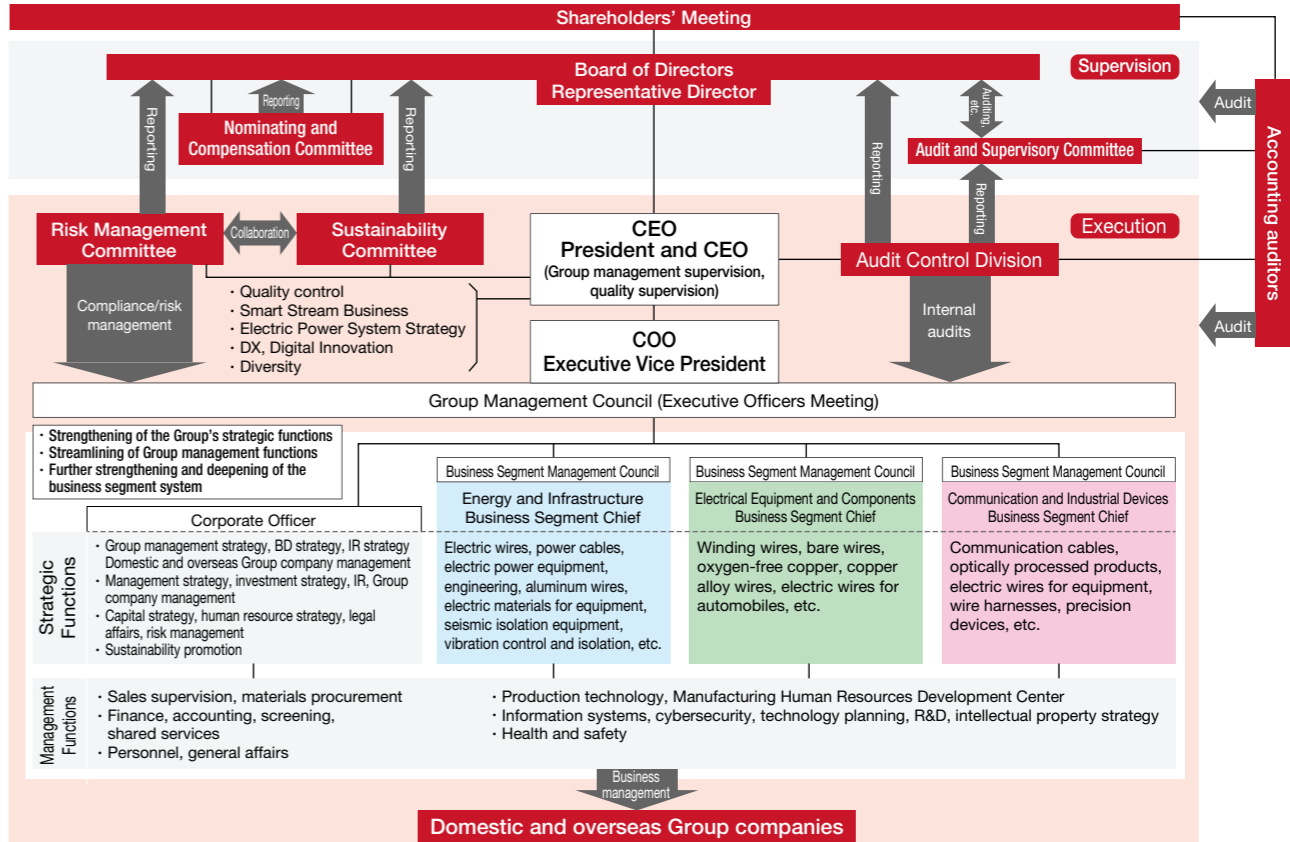 Shareholders' Meeting
Board of Directors
Representative Director
Supervision
Reporting
Reporting
Nominating and
Compensation Committee
Reporting
Reporting
Auditing,
etc.
Audit and Supervisory Committee
Reporting
Audit
Accounting auditors
Risk Management
Committee
Collaboration
Sustainability
Committee
CEO
President and CEO
(Group management supervision,
quality supervision)
Audit Control Division
Execution
Compliance/risk
management
・Quality control
・Smart Stream Business
・Electric Power System Strategy
・DX, Digital Innovation
・Diversity
COO
Executive Vice President
Internal
audits
Audit
Group Management Council (Executive Officers Meeting)
・Strengthening of the Group's strategic functions
・Streamlining of Group management functions
・Further strengthening and deepening of the
business segment system
Corporate Officer
Business Segment Management Council
Energy and Infrastructure
Business Segment Chief
Business Segment Management Council
Electrical Equipment and Components
Business Segment Chief
Business Segment Management Council
Communication and Industrial Devices
Business Segment Chief
Strategic
Functions
・Group management strategy, BD strategy, IR strategy
Domestic and overseas Group company management
・Management strategy, investment strategy, IR, Group
company management
・Capital strategy, human resource strategy, legal
affairs, risk management
・Sustainability promotion
Electric wires, power cables,
electric power equipment,
engineering, aluminum wires,
electric materials for equipment,
seismic isolation equipment,
vibration control and isolation, etc.
Winding wires, bare wires,
oxygen-free copper, copper
alloy wires, electric wires for
automobiles, etc.
Communication cables,
optically processed products,
electric wires for equipment,
wire harnesses, precision
devices, etc.
Management
Functions
・Sales supervision, materials procurement
・Finance, accounting, screening,
shared services
・Personnel, general affairs
・Production technology, Manufacturing Human Resources Development Center
・Information systems, cybersecurity, technology planning, R&D, intellectual property strategy
・Health and safety
Business
management
Domestic and overseas Group companies